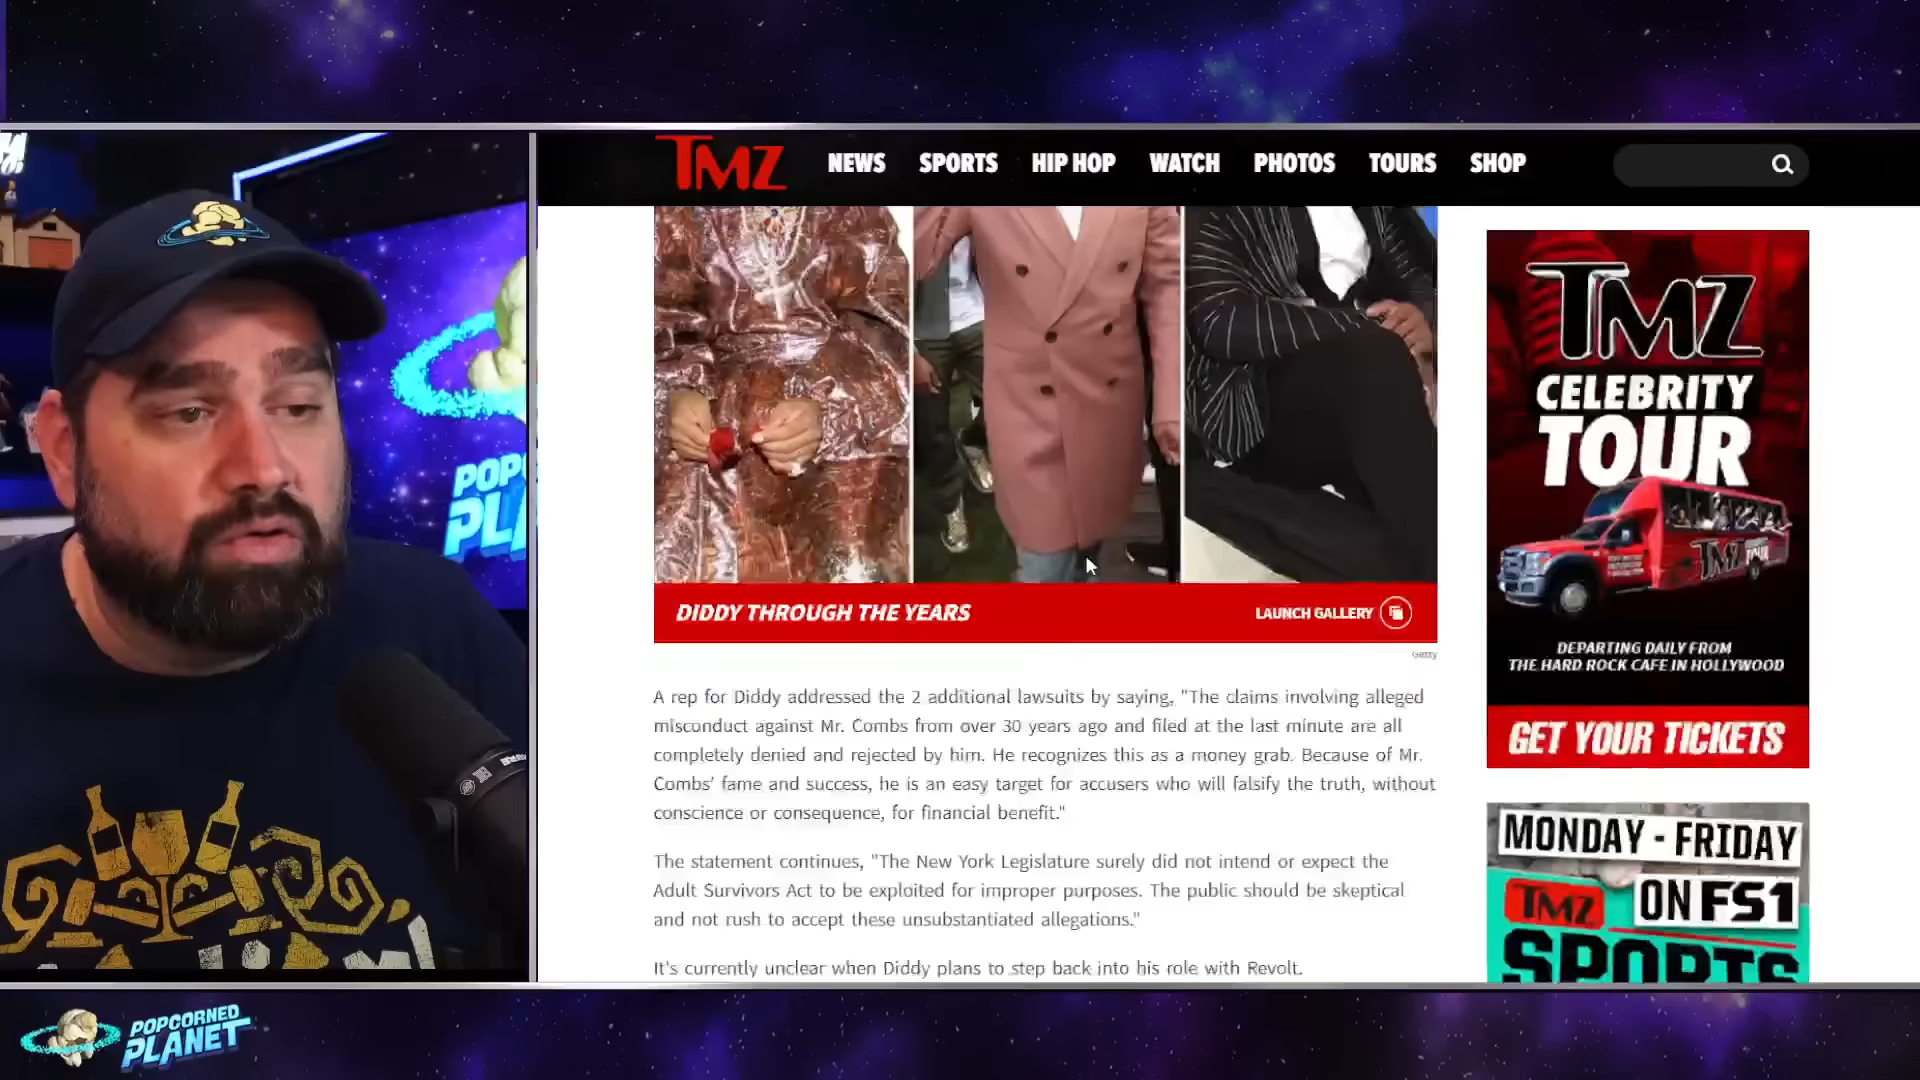 TMZ
NEWS SPORTS HIP HOP WATCH PHOTOS TOURS SHOP
DIDDY THROUGH THE YEARS
LAUNCH GALLERY
Getty
A rep for Diddy addressed the 2 additional lawsuits by saying, "The claims involving alleged
misconduct against Mr. Combs from over 30 years ago and filed at the last minute are all
completely denied and rejected by him. He recognizes this as a money grab. Because of Mr.
Combs' fame and success, he is an easy target for accusers who will falsify the truth, without
conscience or consequence, for financial benefit."
The statement continues, "The New York Legislature surely did not intend or expect the
Adult Survivors Act to be exploited for improper purposes. The public should be skeptical
and not rush to accept these unsubstantiated allegations."
It's currently unclear when Diddy plans to step back into his role with Revolt.
TMZ
CELEBRITY
TOUR
TMZ
DEPARTING DAILY FROM
THE HARD ROCK CAFE IN HOLLYWOOD
GET YOUR TICKETS
MONDAY - FRIDAY
TMZ ON FS1
SPORTS
POP
PLA
POPCORNED
PLANET